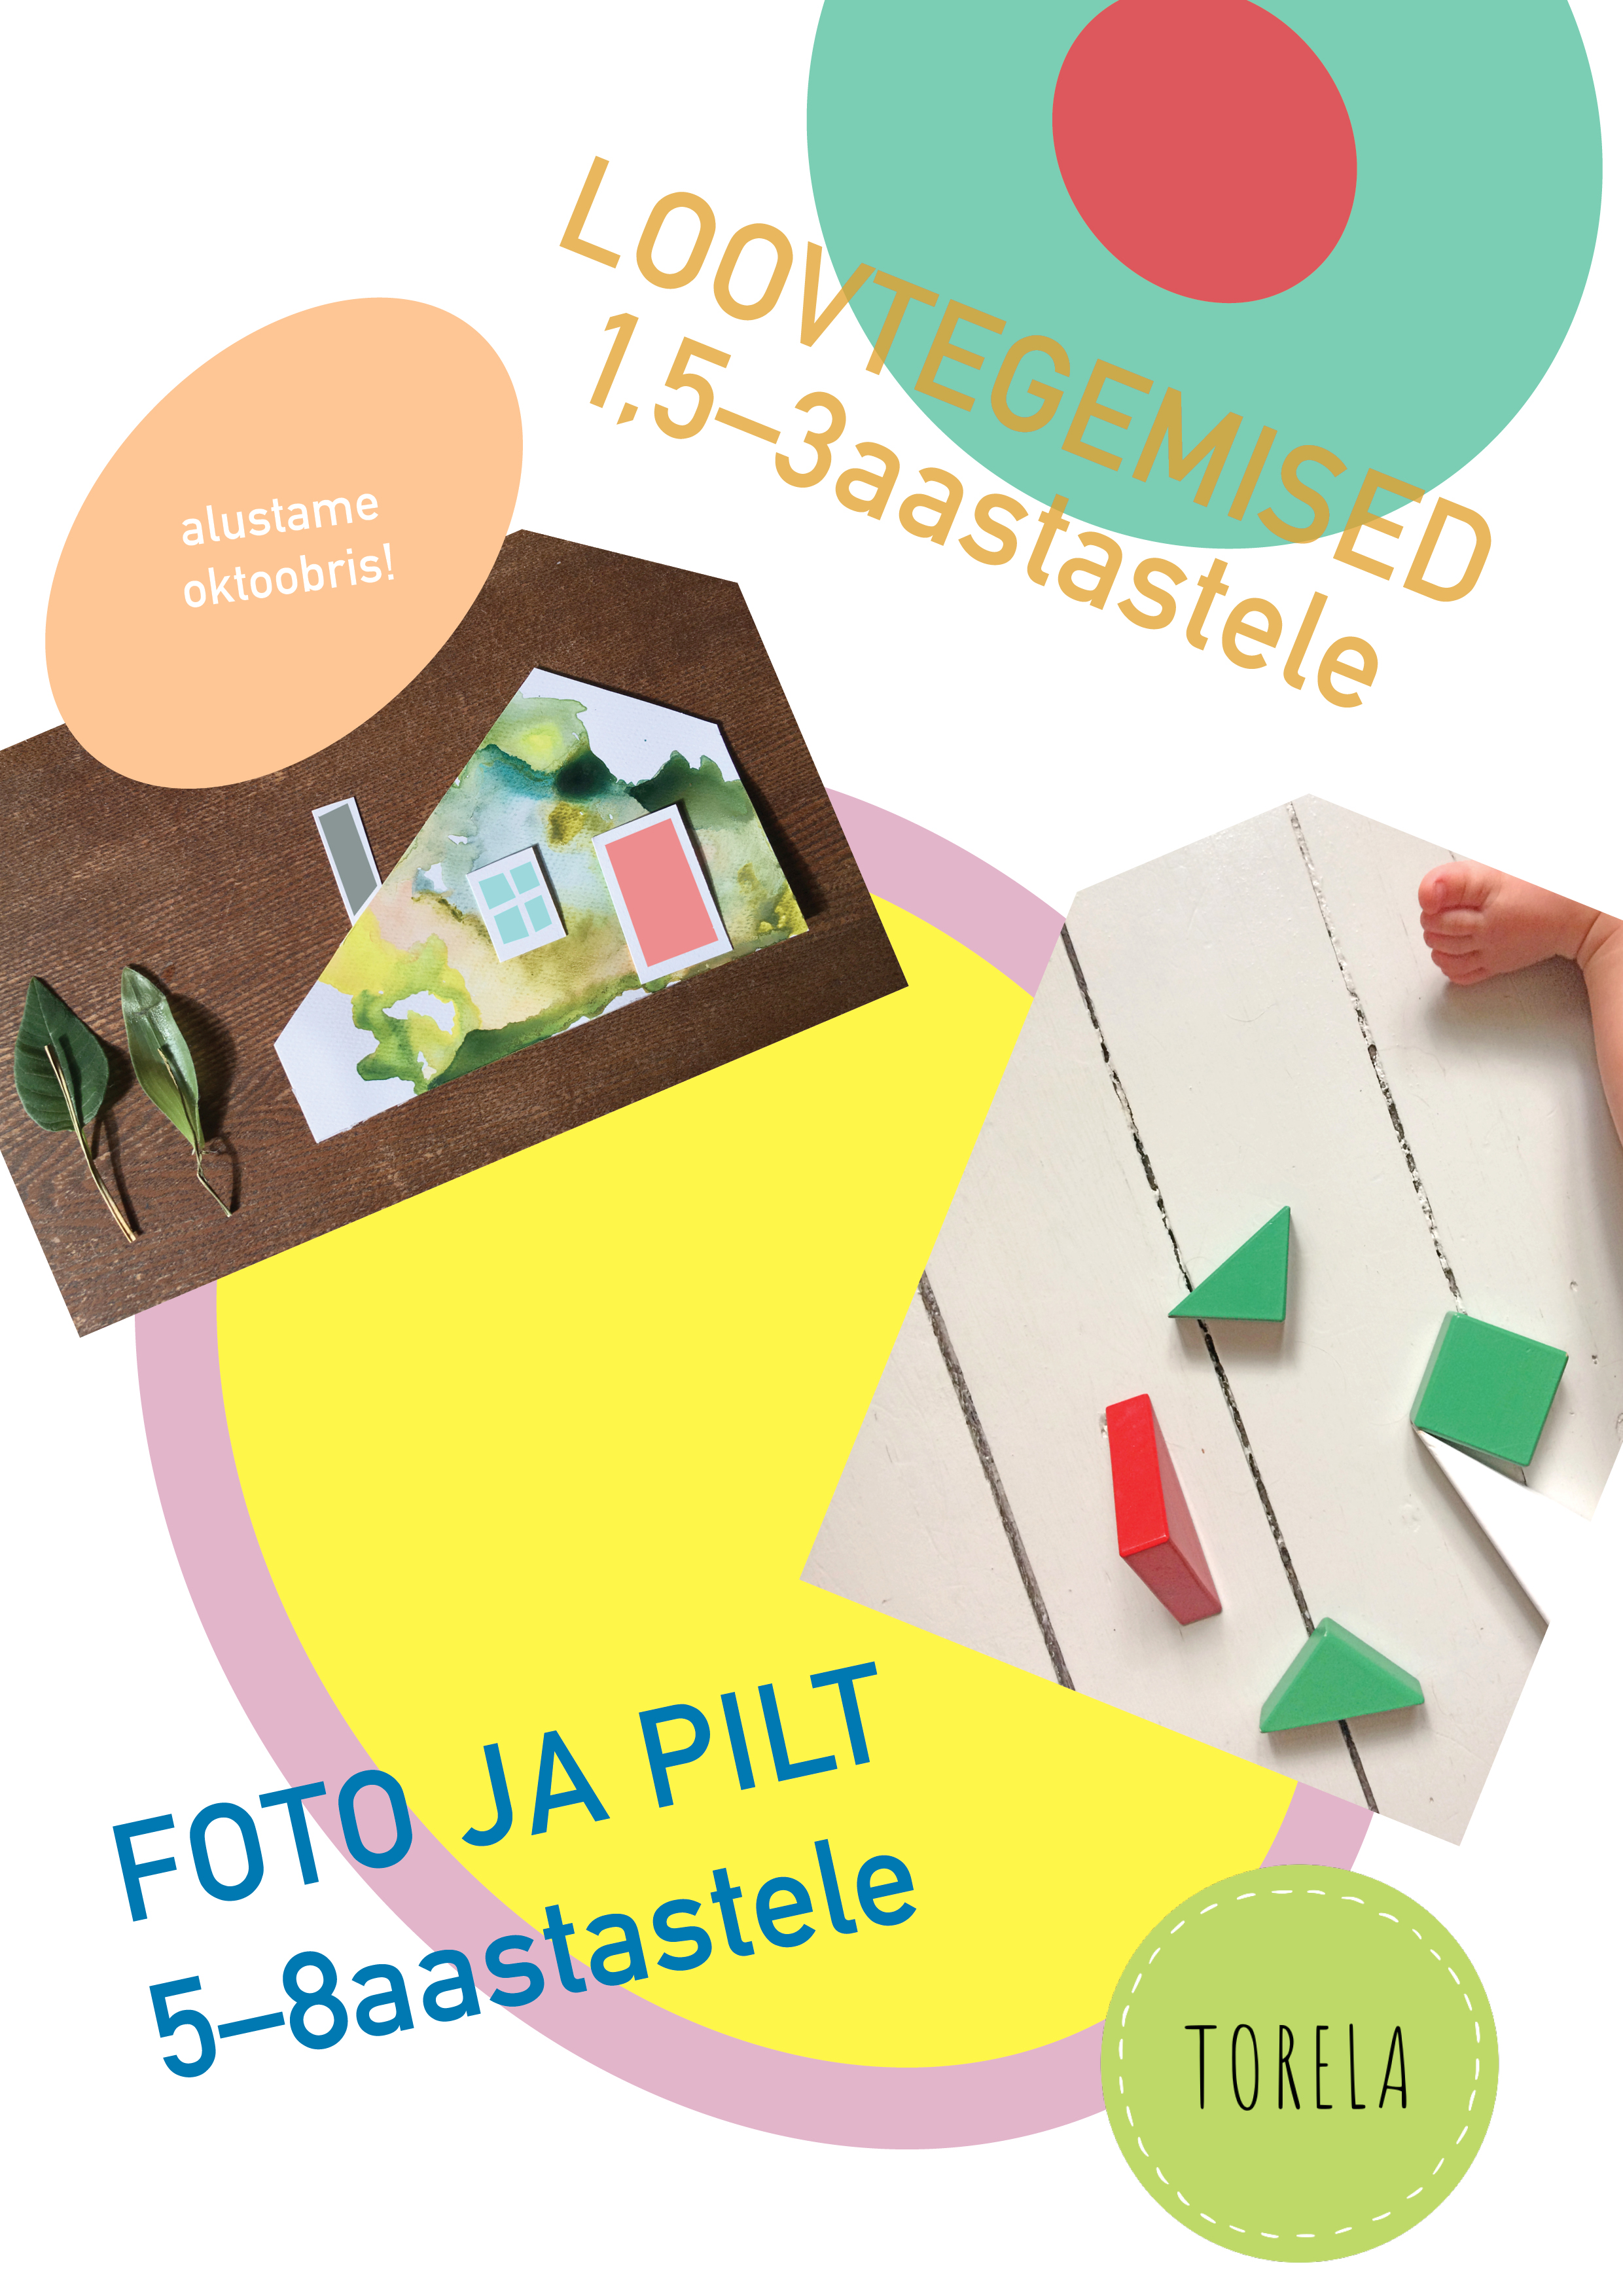 LOOVTEGEMISED
1,5–3aastastele
alustame
oktoobris!
FOTO JA PILT
5–8aastastele
TORELA